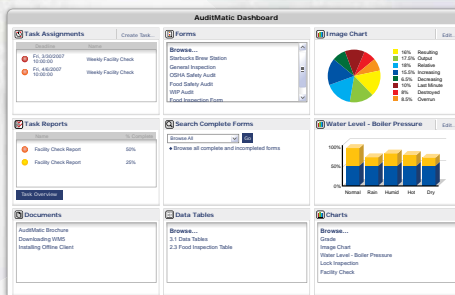 AuditMatic Dashboard
Task Assignments
Create Task...
Deadline Name
Fri, 3/30/2007
10:00:00
Weekly Facility Check
Fri, 4/6/2007
10:00:00
Weekly Facility Check
Forms
Browse...
Starbucks Brew Station
General Inspection
OSHA Safety Audit
Food Safety Audit
WIP Audit
Food Inspection Form
Image Chart
Edit...
16% Resulting
17.5% Output
18% Relative
15.5% Increasing
6.5% Decreasing
10% Last Minute
8% Destroyed
8.5% Overrun
Task Reports
Name % Complete
Facility Check Report 50%
Facility Check Report 25%
Task Overview
Search Complete Forms
Browse All
Go
Browse all complete and incompleted forms
Water Level - Boiler Pressure
Edit...
100%
50%
0%
Normal Rain Humid Hot Dry
Documents
AuditMatic Brochure
Downloading WM5
Installing Offline Client
Data Tables
Browse...
3.1 Data Tables
2.3 Food Inspection Table
Charts
Browse...
Grade
Image Chart
Water Level - Boiler Pressure
Lock Inspection
Facility Check